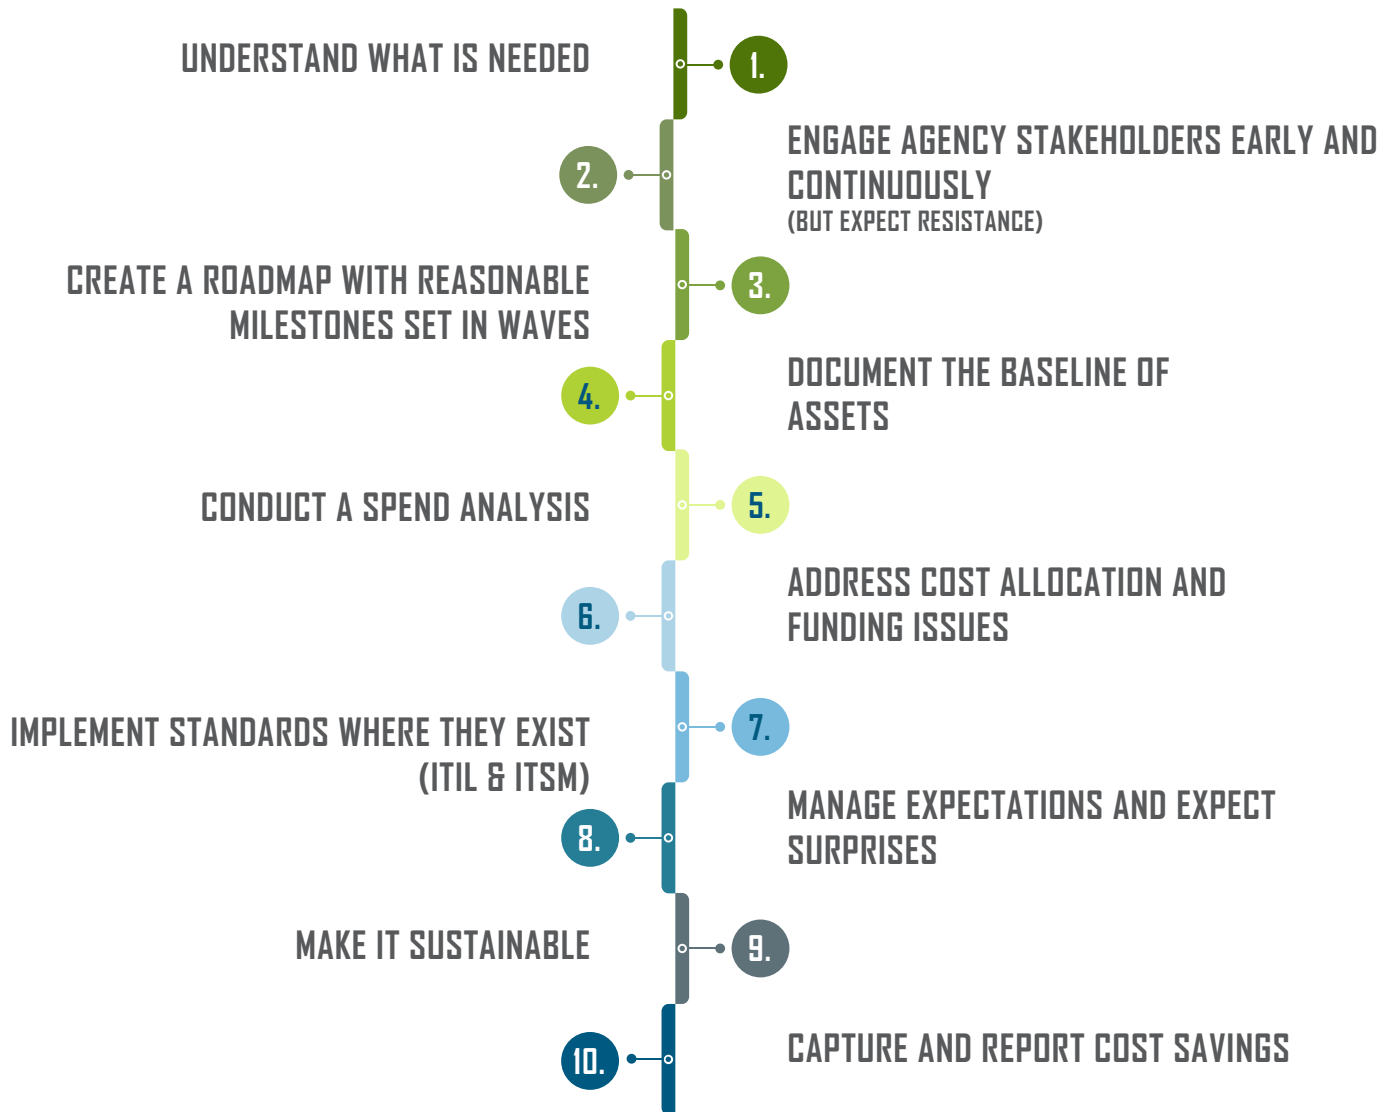 UNDERSTAND WHAT IS NEEDED
1.
2.
ENGAGE AGENCY STAKEHOLDERS EARLY AND
CONTINUOUSLY
(BUT EXPECT RESISTANCE)
CREATE A ROADMAP WITH REASONABLE
MILESTONES SET IN WAVES
3.
4.
DOCUMENT THE BASELINE OF
ASSETS
CONDUCT A SPEND ANALYSIS
5.
6.
ADDRESS COST ALLOCATION AND
FUNDING ISSUES
IMPLEMENT STANDARDS WHERE THEY EXIST
(ITIL & ITSM)
7.
8.
MANAGE EXPECTATIONS AND EXPECT
SURPRISES
MAKE IT SUSTAINABLE
9.
10.
CAPTURE AND REPORT COST SAVINGS